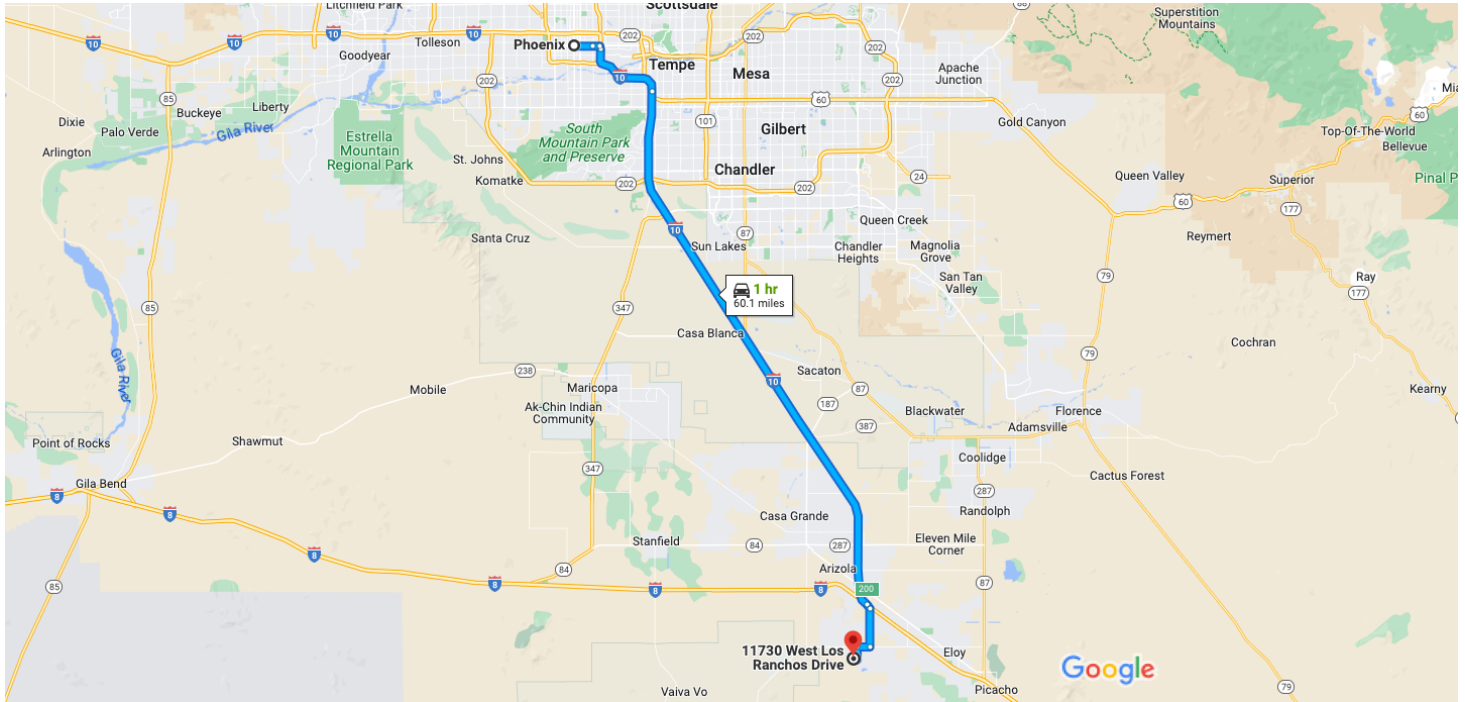 Litchfield Park
Scottsdale
88
Superstition
Mountains
10
10
10
Tolleson
10
Phoenix
202
202
202
Goodyear
Tempe
Mesa
Apache
Junction
10
202
202
85
Buckeye
Liberty
60
60
Dixie
Palo Verde
Gila River
Estrella
Mountain
Regional Park
South
Mountain Park
and Preserve
101
Gilbert
Gold Canyon
Top-Of-The-World
Bellevue
Arlington
St. Johns
Komatke
202
Chandler
202
24
Queen Valley
Superior
Pinal P
177
60
Santa Cruz
10
87
Queen Creek
Reymert
Sun Lakes
Chandler
Heights
Magnolia
Grove
San Tan
Valley
79
Ray
177
1 hr
60.1 miles
85
347
Casa Blanca
Gila River
79
Cochran
238
Mobile
Maricopa
10
Sacaton
87
Kearny
Ak-Chin Indian
Community
187
Blackwater
Florence
387
Adamsville
Point of Rocks
Shawmut
Coolidge
347
Cactus Forest
Gila Bend
8
287
8
Casa Grande
Randolph
Stanfield
84
287
Eleven Mile
Corner
8
84
Arizola
8
8
8
200
87
85
11730 West Los
Ranchos Drive
Eloy
Google
Vaiva Vo
Picacho
79